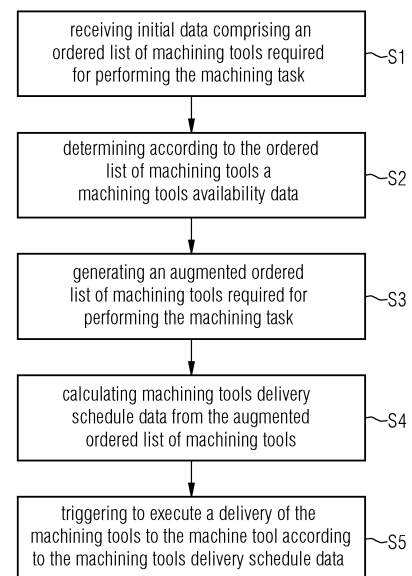 receiving initial data comprising an
ordered list of machining tools required
for performing the machining task
S1
determining according to the ordered
list of machining tools a
machining tools availability data
S2
generating an augmented ordered
list of machining tools required for
performing the machining task
S3
calculating machining tools delivery
schedule data from the augmented
ordered list of machining tools
S4
triggering to execute a delivery of the
machining tools to the machine tool according
to the machining tools delivery schedule data
S5